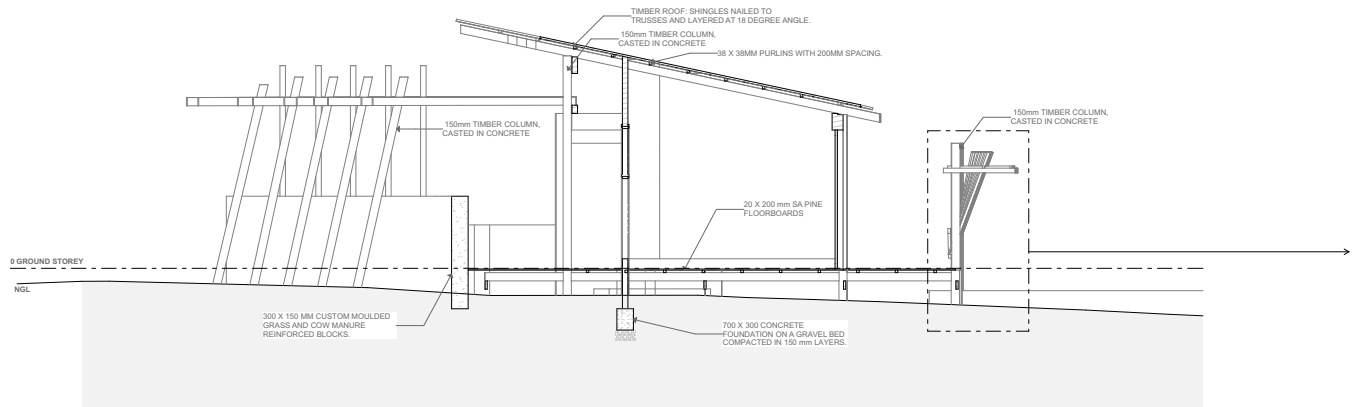 TIMBER ROOF: SHINGLES NAILED TO
TRUSSES AND LAYERED AT 18 DEGREE ANGLE.
150mm TIMBER COLUMN,
CASTED IN CONCRETE
38 X 38MM PURLINS WITH 200MM SPACING.
150mm TIMBER COLUMN,
CASTED IN CONCRETE
150mm TIMBER COLUMN,
CASTED IN CONCRETE
20 X 200 mm SA PINE
FLOORBOARDS
0 GROUND STOREY
NGL
300 X 150 MM CUSTOM MOULDED
GRASS AND COW MANURE
REINFORCED BLOCKS.
700 X 300 CONCRETE
FOUNDATION ON A GRAVEL BED
COMPACTED IN 150 mm LAYERS.